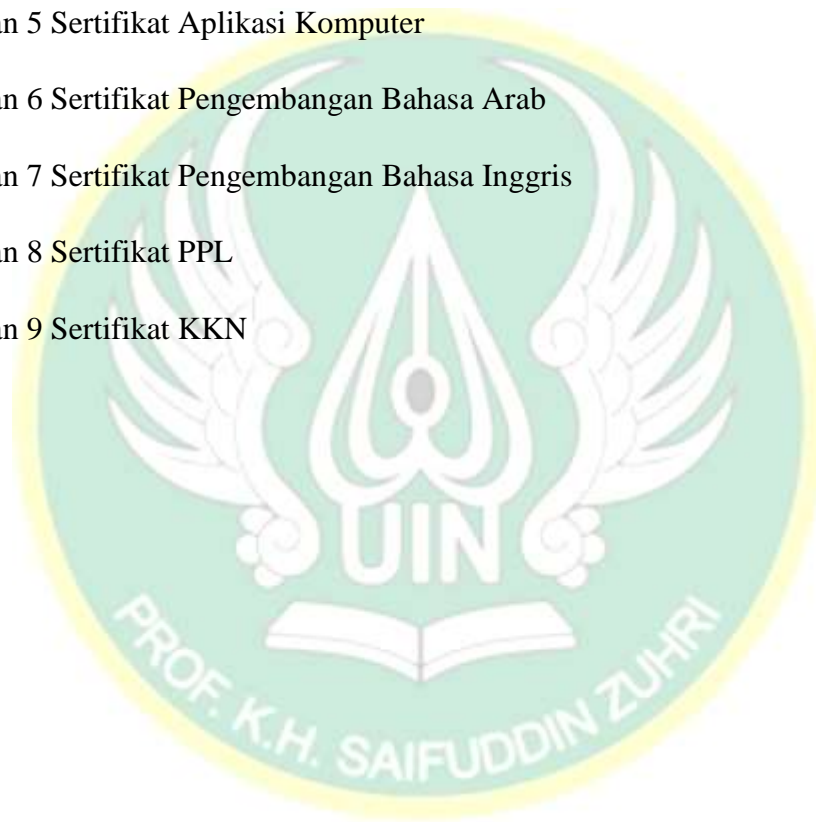 an 5 Sertifikat Aplikasi Komputer
an 6 Sertifikat Pengembangan Bahasa Arab
an 7 Sertifikat Pengembangan Bahasa Inggris
an 8 Sertifikat PPL
an 9 Sertifikat KKN
UIN
PROF. K.H. SAIFUDDIN ZUHRI